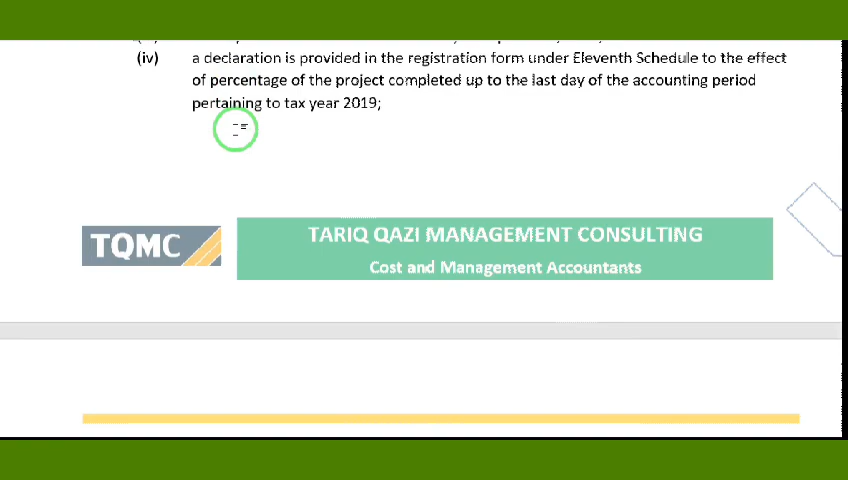 (iv) a declaration is provided in the registration form under Eleventh Schedule to the effect
of percentage of the project completed up to the last day of the accounting period
pertaining to tax year 2019;
TQMC
TARIQ QAZI MANAGEMENT CONSULTING
Cost and Management Accountants